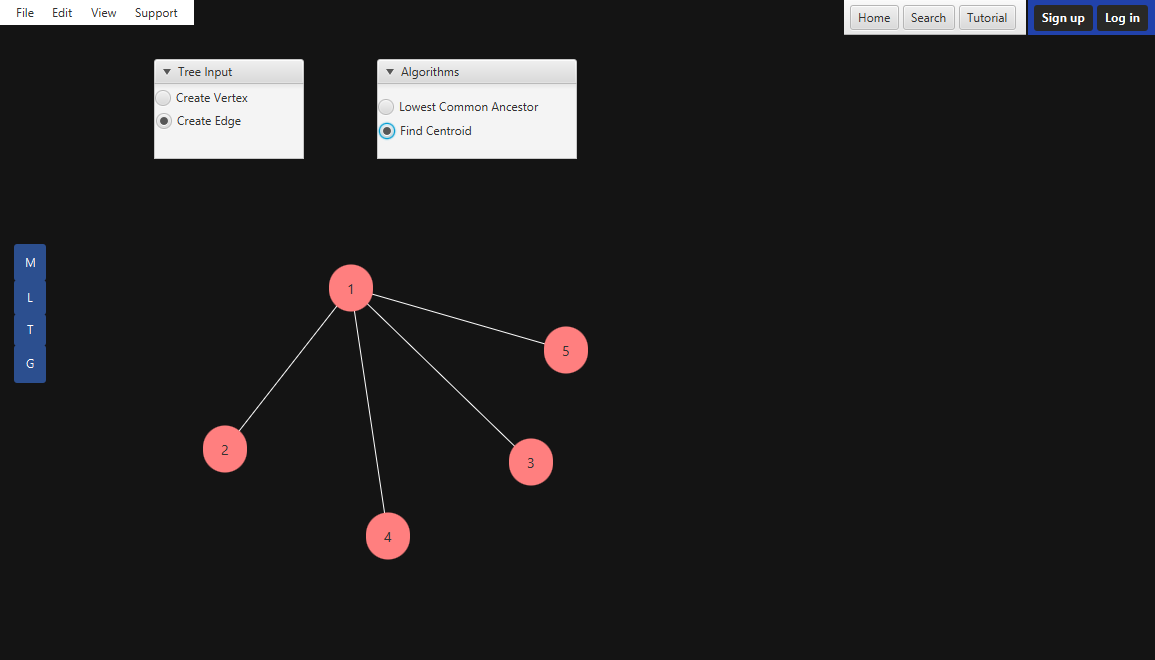 File Edit View Support
Home Search Tutorial Sign up Log in
Tree Input
Create Vertex
Create Edge
Algorithms
Lowest Common Ancestor
Find Centroid
M
L
T
G
1
5
2
3
4